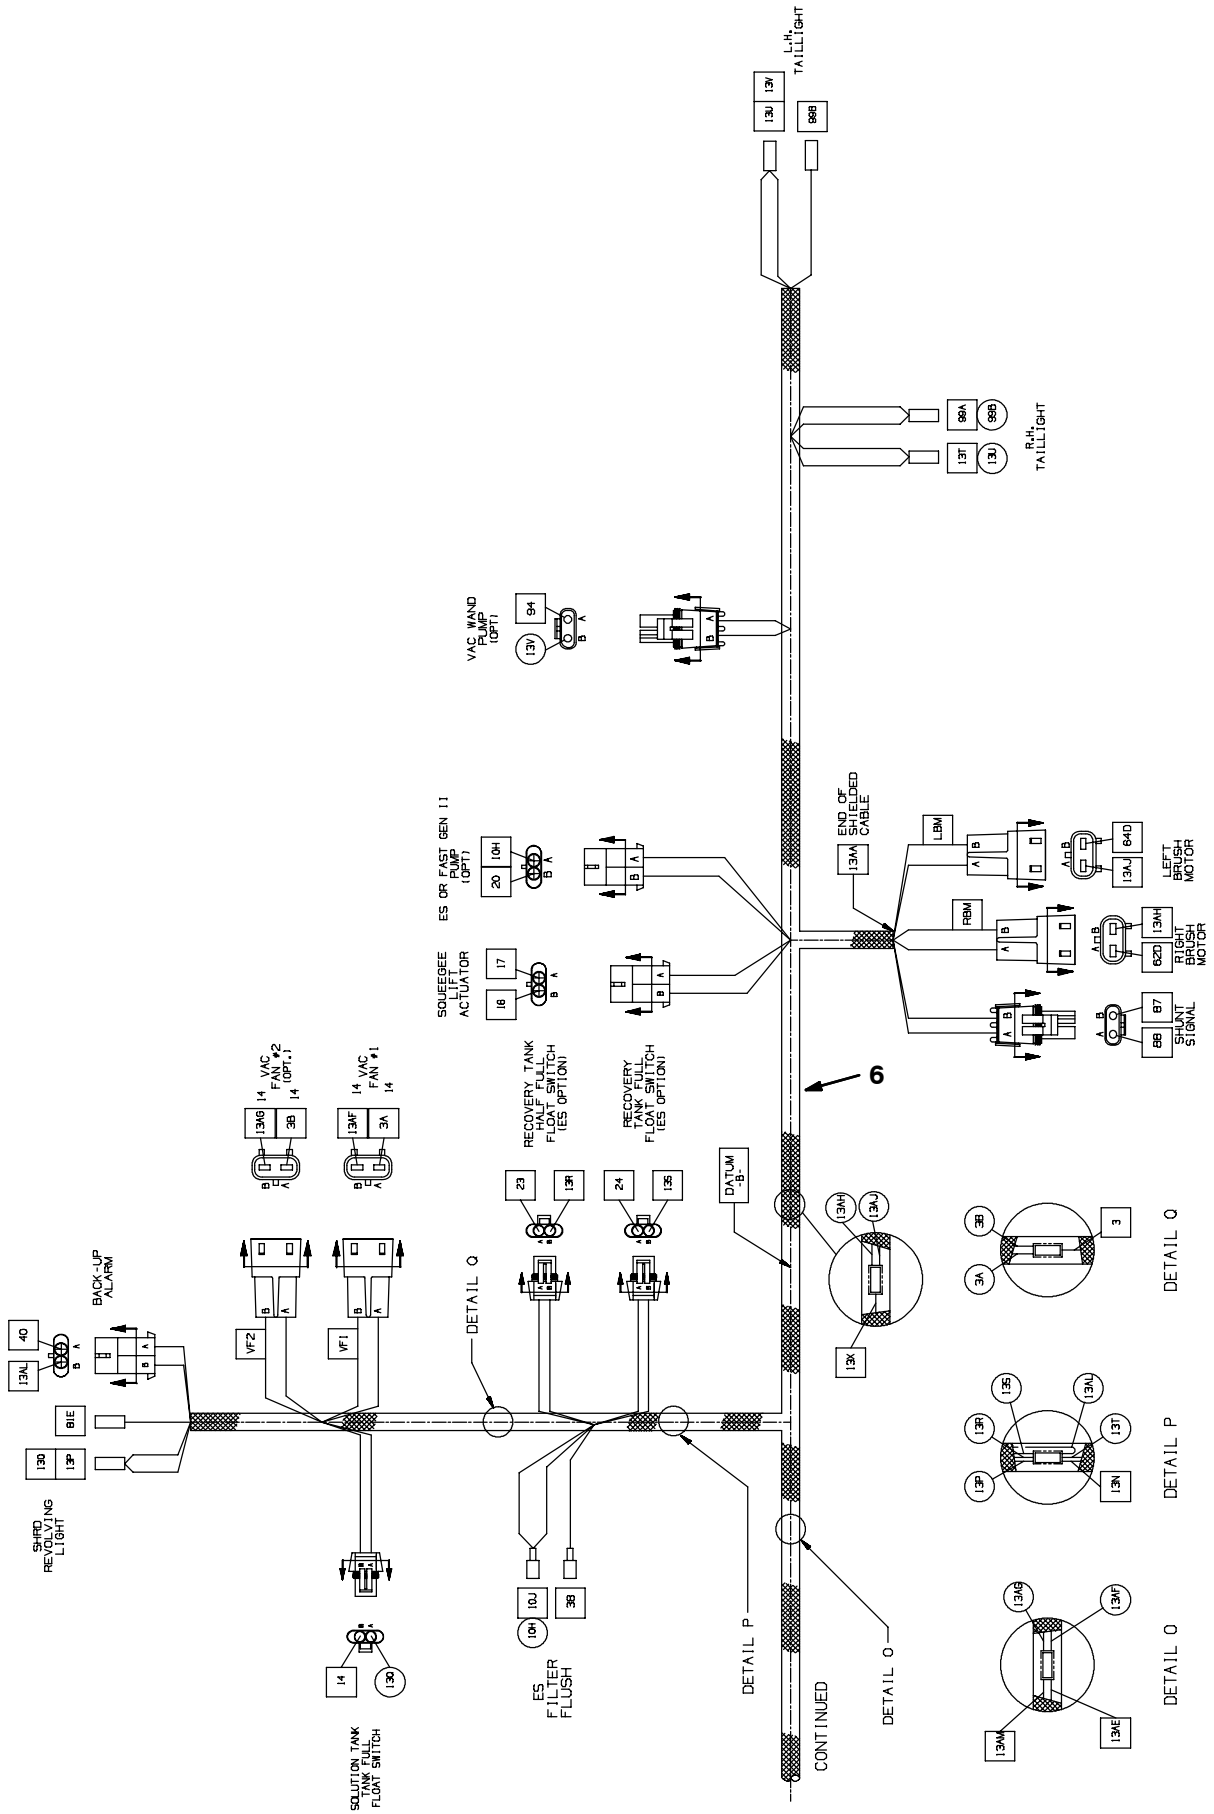 L.H.
TAILLIGHT
13U
13V
99B
R.H.
TAILLIGHT
99A
99B
13T
13U
VAC WAND
PUMP
(OPT)
13V
94
B
A
B
A
ES OR FAST GEN II
PUMP
(OPT)
20
10H
B
A
B
A
SQUEEGEE
LIFT
ACTUATOR
17
B
A
B
A
END OF
SHIELDED
CABLE
13AA
LBM
A
B
A
B
13AJ
64D
LEFT
BRUSH
MOTOR
RBM
A
B
A
B
62D
13AH
RIGHT
BRUSH
MOTOR
A
B
A
B
88
87
SHUNT
SIGNAL
6
DATUM
-B-
13AH
13AJ
13X
14 VAC
FAN #2
(OPT.)
14
13AG
3B
B
A
14 VAC
FAN #1
14
13AF
3A
B
A
VF2
B
A
VF1
B
A
RECOVERY TANK
HALF FULL
FLOAT SWITCH
(ES OPTION)
23
13R
A
B
A
B
RECOVERY
TANK FULL
FLOAT SWITCH
(ES OPTION)
24
13S
A
B
A
B
BACK-UP
ALARM
13AL
40
B
A
B
A
81E
13Q
13P
SHRD
REVOLVING
LIGHT
SOLUTION TANK
TANK FULL
FLOAT SWITCH
14
13Q
B
A
B
A
ES
FILTER
FLUSH
10J
10H
DETAIL Q
DETAIL P
DETAIL O
CONTINUED
3A
3B
3
DETAIL Q
13P
13R
13S
13AL
13N
13T
DETAIL P
13AM
13AG
13AE
13AF
DETAIL O